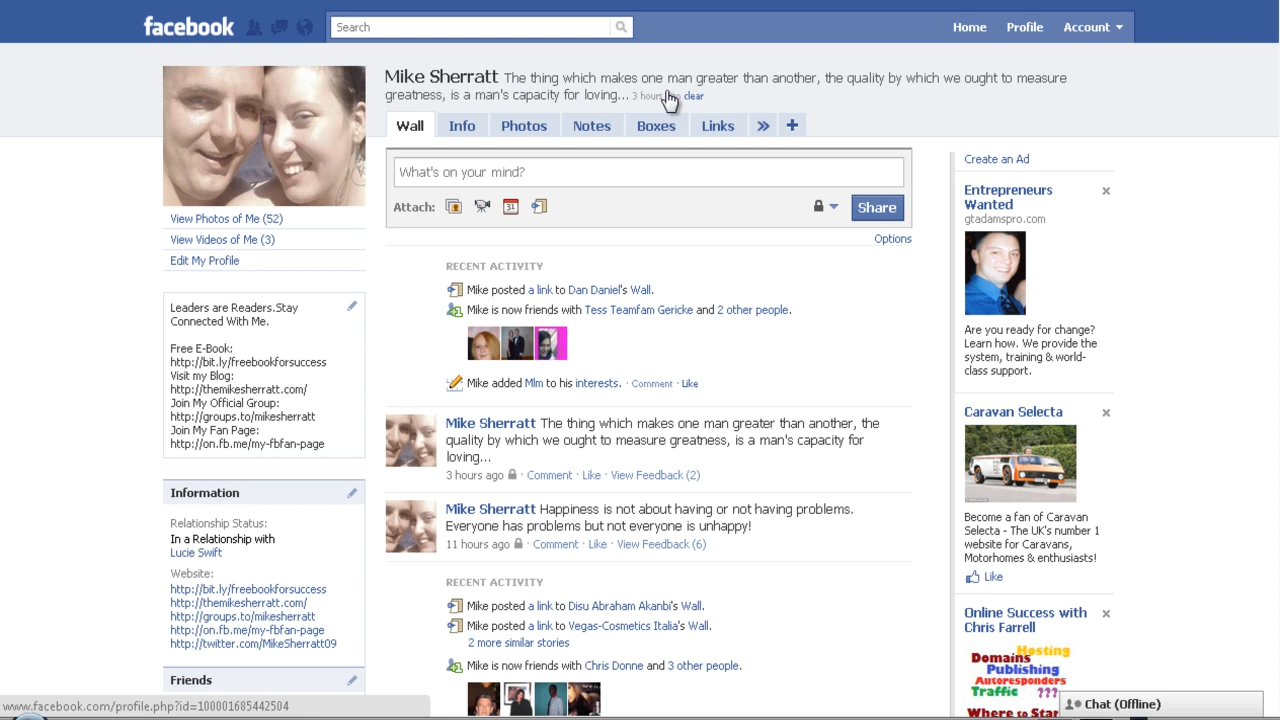 facebook
Search
Home Profile Account
Mike Sherratt The thing which makes one man greater than another, the quality by which we ought to measure
greatness, is a man's capacity for loving... 3 hours clear
Wall Info Photos Notes Boxes Links » +
What's on your mind?
Attach: 31 Share
Options
View Photos of Me (52)
View Videos of Me (3)
Edit My Profile
Leaders are Readers.Stay
Connected With Me.
Free E-Book:
http://bit.ly/freebookforsuccess
Visit my Blog:
http://themikesherratt.com/
Join My Official Group:
http://groups.to/mikesherratt
Join My Fan Page:
http://on.fb.me/my-fbfan-page
Information
Relationship Status:
In a Relationship with
Lucie Swift
Website:
http://bit.ly/freebookforsuccess
http://themikesherratt.com/
http://groups.to/mikesherratt
http://on.fb.me/my-fbfan-page
http://twitter.com/MikeSherratt09
Friends
RECENT ACTIVITY
Mike posted a link to Dan Daniel's Wall.
Mike is now friends with Tess Teamfam Gericke and 2 other people.
Mike added Mlm to his interests. · Comment · Like
Mike Sherratt The thing which makes one man greater than another, the
quality by which we ought to measure greatness, is a man's capacity for
loving...
3 hours ago · Comment · Like · View Feedback (2)
Mike Sherratt Happiness is not about having or not having problems.
Everyone has problems but not everyone is unhappy!
11 hours ago · Comment · Like · View Feedback (6)
RECENT ACTIVITY
Mike posted a link to Disu Abraham Akanbi's Wall.
Mike posted a link to Vegas-Cosmetics Italia's Wall.
2 more similar stories
Mike is now friends with Chris Donne and 3 other people.
Create an Ad
Entrepreneurs
Wanted
gtadamspro.com
Are you ready for change?
Learn how. We provide the
system, training & world-
class support.
Caravan Selecta
Become a fan of Caravan
Selecta - The UK's number 1
website for Caravans,
Motorhomes & enthusiasts!
Like
Online Success with
Chris Farrell
Hosting
Domains
Publishing
Autoresponders
Traffic ???
Where to Star
Chat (Offline)
www.facebook.com/profile.php?id=100001685442504